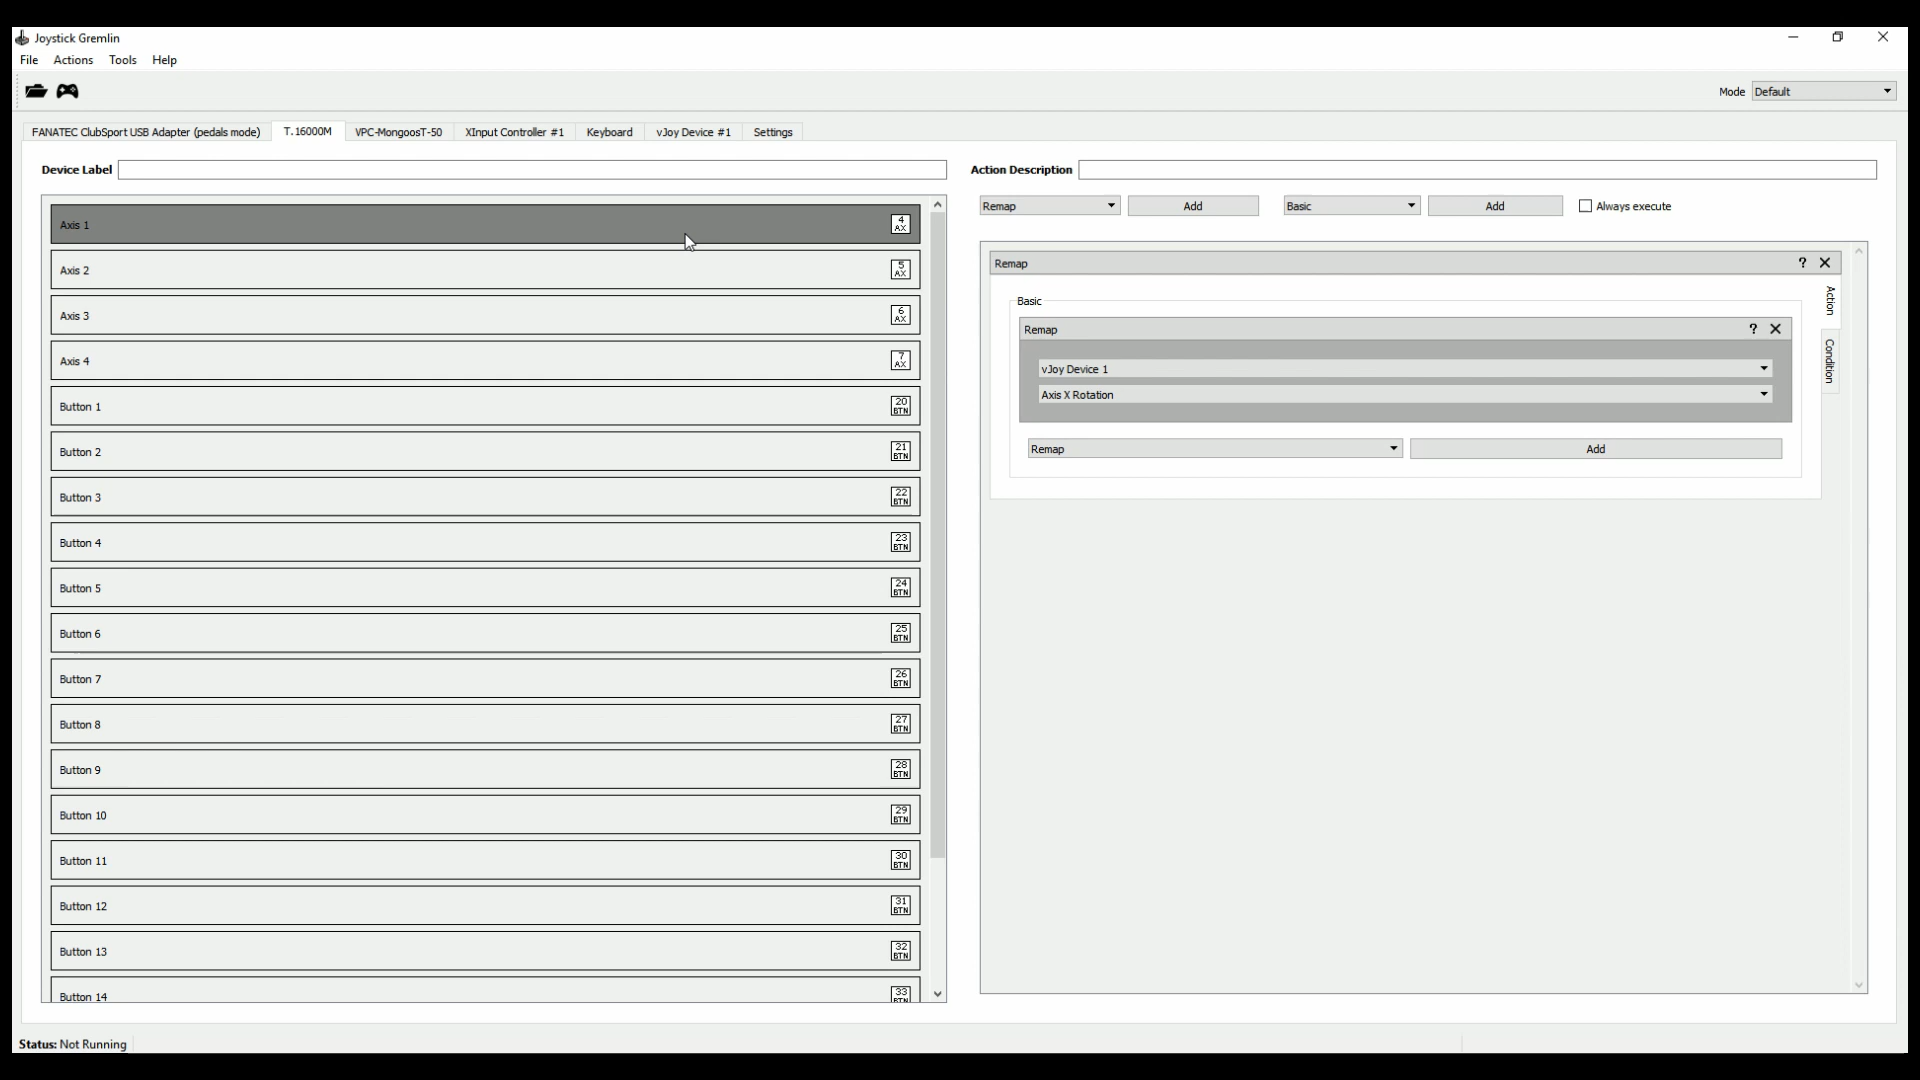 Joystick Gremlin
File Actions Tools Help
Mode Default
FANATEC ClubSport USB Adapter (pedals mode) T.16000M VPC-MongoosT-50 XInput Controller #1 Keyboard vJoy Device #1 Settings
Device Label
Action Description
Remap Add Basic Add Always execute
Axis 1 4 AX
Axis 2 5 AX
Axis 3 6 AX
Axis 4 7 AX
Button 1 20 BTN
Button 2 21 BTN
Button 3 22 BTN
Button 4 23 BTN
Button 5 24 BTN
Button 6 25 BTN
Button 7 26 BTN
Button 8 27 BTN
Button 9 28 BTN
Button 10 29 BTN
Button 11 30 BTN
Button 12 31 BTN
Button 13 32 BTN
Button 14 33 BTN
Remap ?
Action
Condition
Basic
Remap ?
vJoy Device 1
Axis X Rotation
Remap Add
Status: Not Running